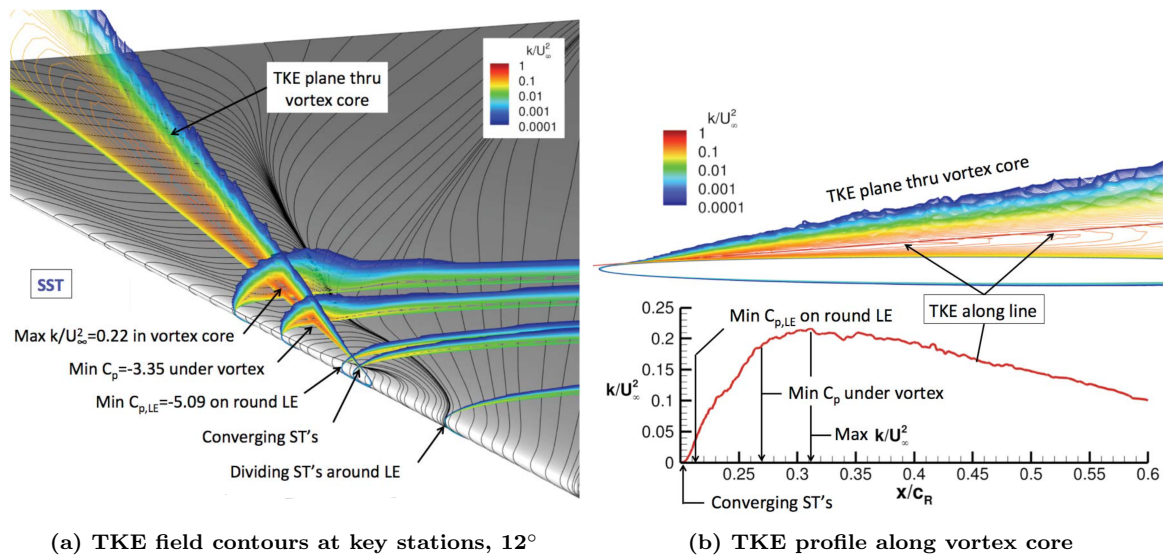 k/U²∞
1
0.1
0.01
0.001
0.0001
TKE plane thru
vortex core
SST
Max k/U²∞=0.22 in vortex core
Min Cp=-3.35 under vortex
Min Cp,LE=-5.09 on round LE
Converging ST's
Dividing ST's around LE
(a) TKE field contours at key stations, 12°
k/U²∞
1
0.1
0.01
0.001
0.0001
TKE plane thru vortex core
TKE along line
0.25
0.2
0.15
0.1
0.05
0
k/U²∞
Min Cp,LE on round LE
Min Cp under vortex
Max k/U²∞
0.25
0.3
0.35
0.4
0.45
0.5
0.55
0.6
x/cR
Converging ST's
(b) TKE profile along vortex core